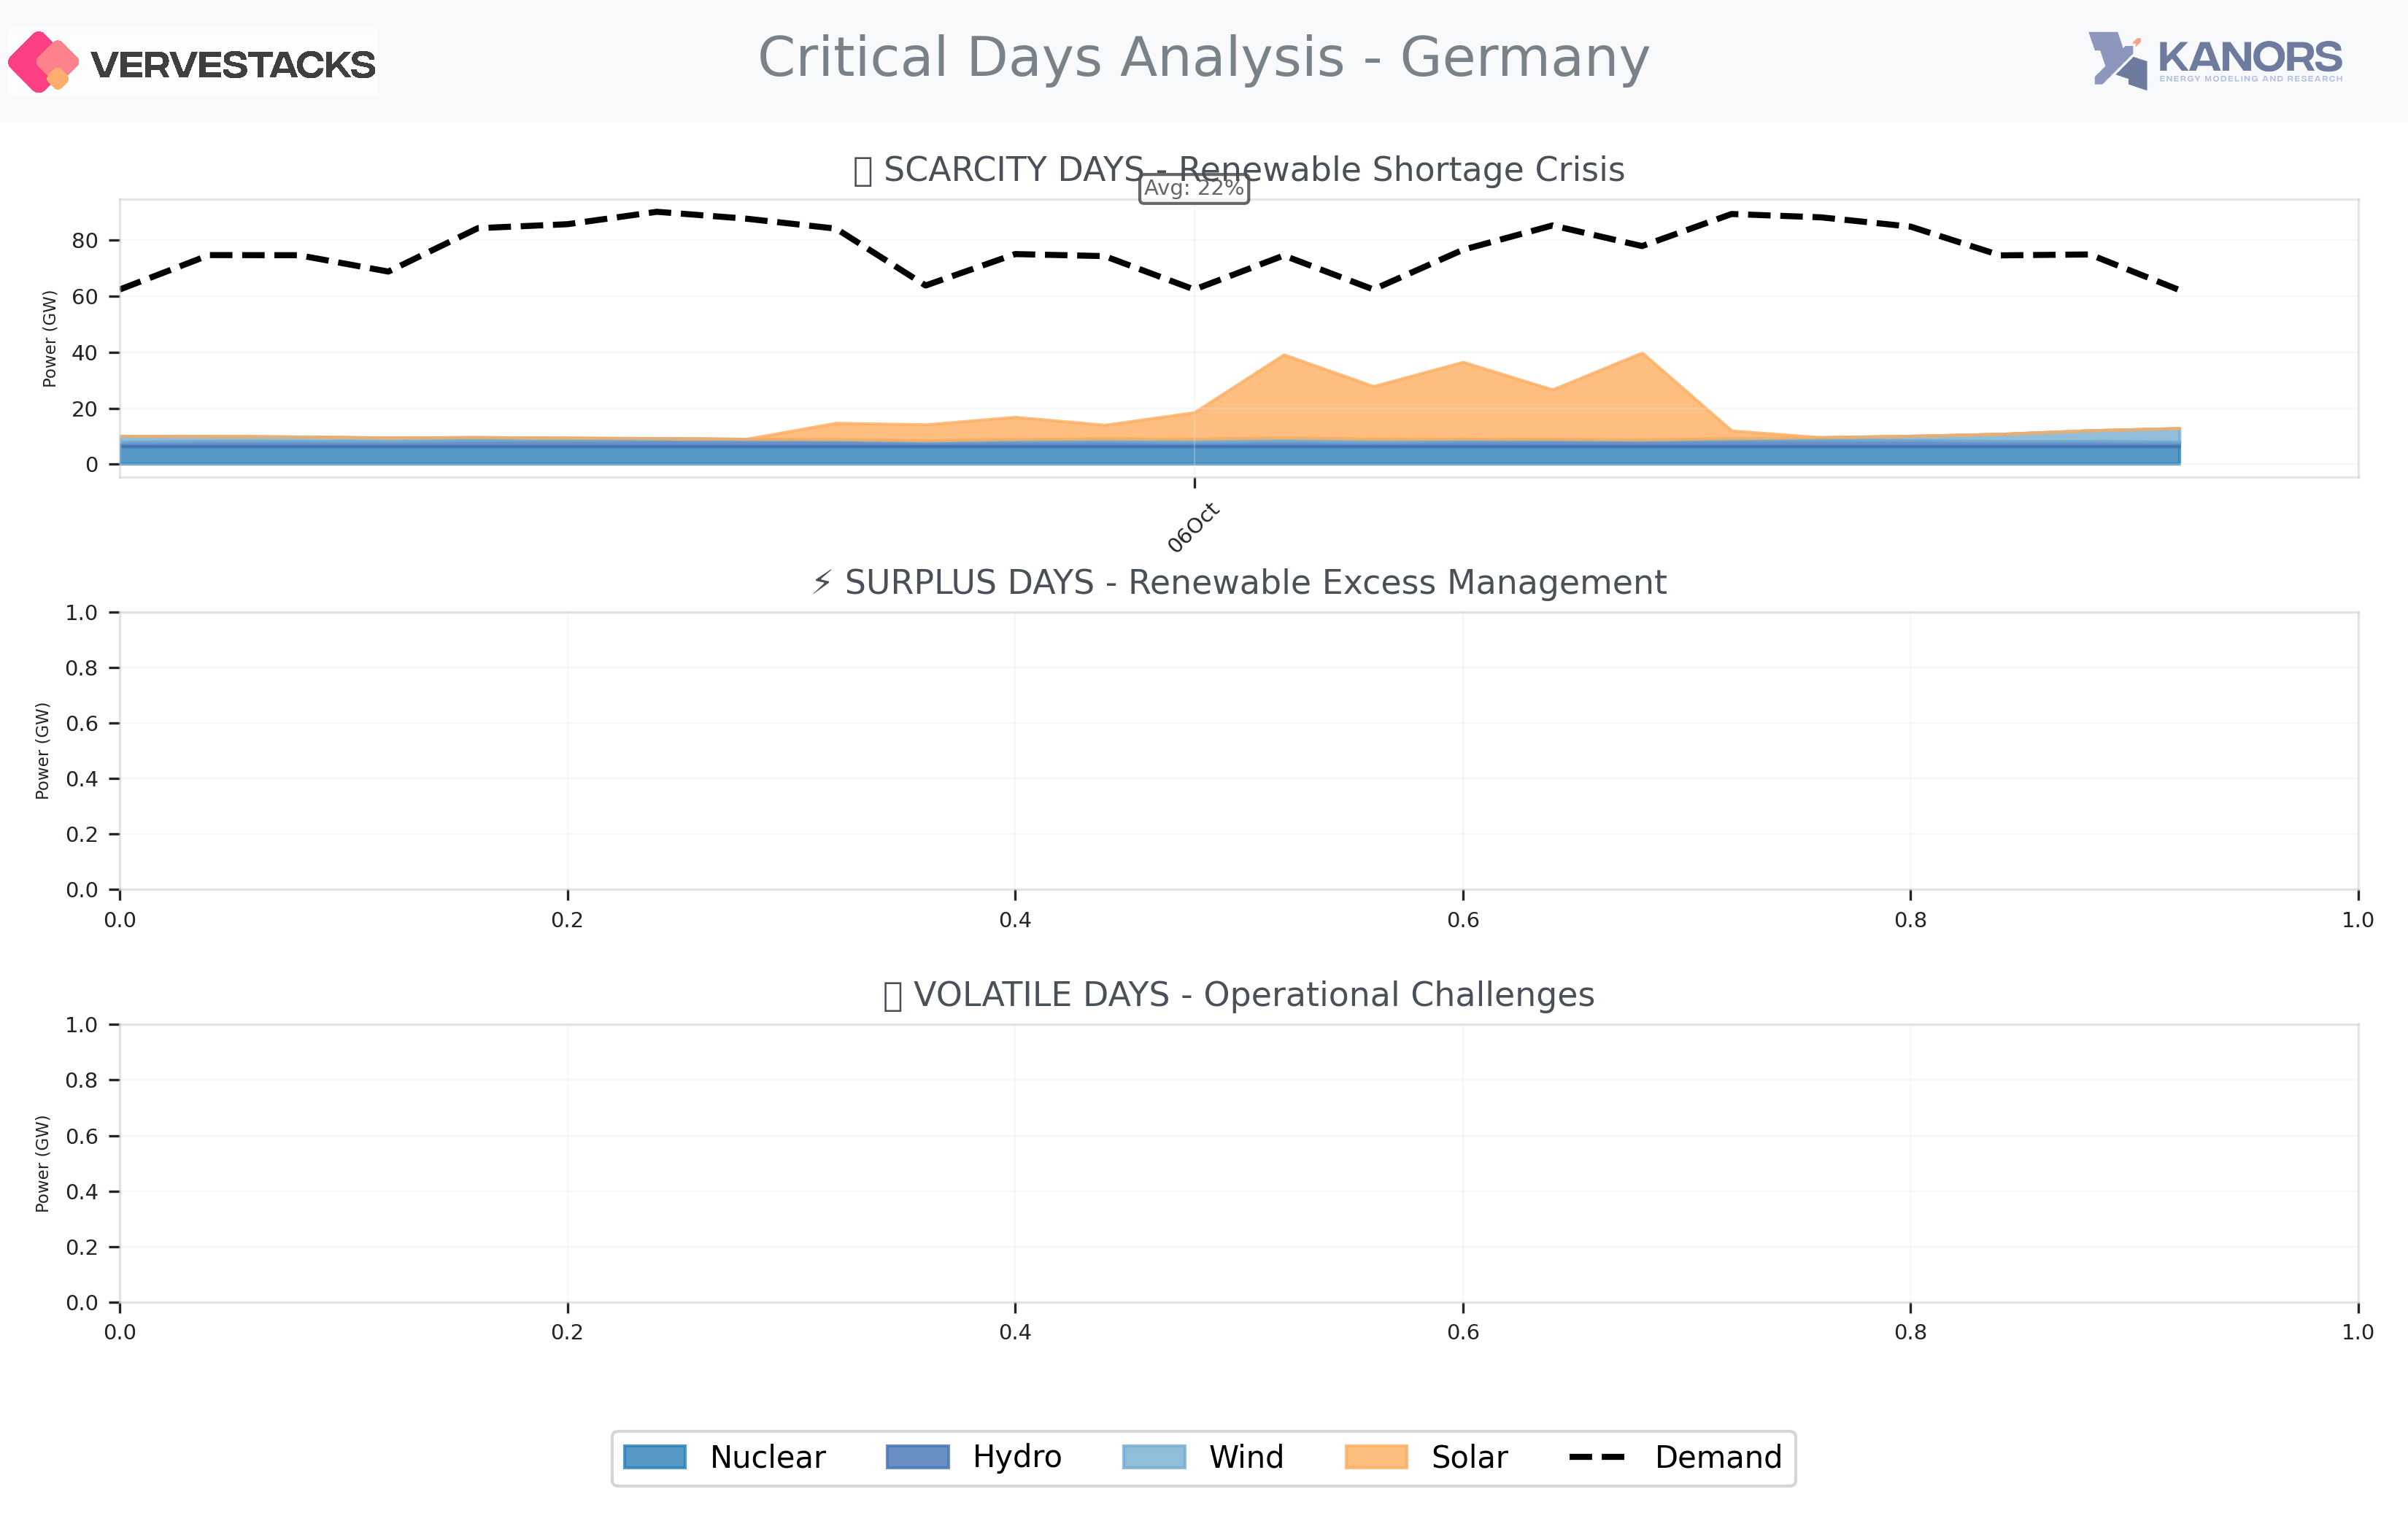 VERVESTACKS
Critical Days Analysis - Germany
KANORS
ENERGY MODELING AND RESEARCH
SCARCITY DAYS - Renewable Shortage Crisis
Avg: 22%
Power (GW)
80
60
40
20
0
06Oct
⚡ SURPLUS DAYS - Renewable Excess Management
Power (GW)
1.0
0.8
0.6
0.4
0.2
0.0
0.0 0.2 0.4 0.6 0.8 1.0
VOLATILE DAYS - Operational Challenges
Power (GW)
1.0
0.8
0.6
0.4
0.2
0.0
0.0 0.2 0.4 0.6 0.8 1.0
Nuclear Hydro Wind Solar Demand